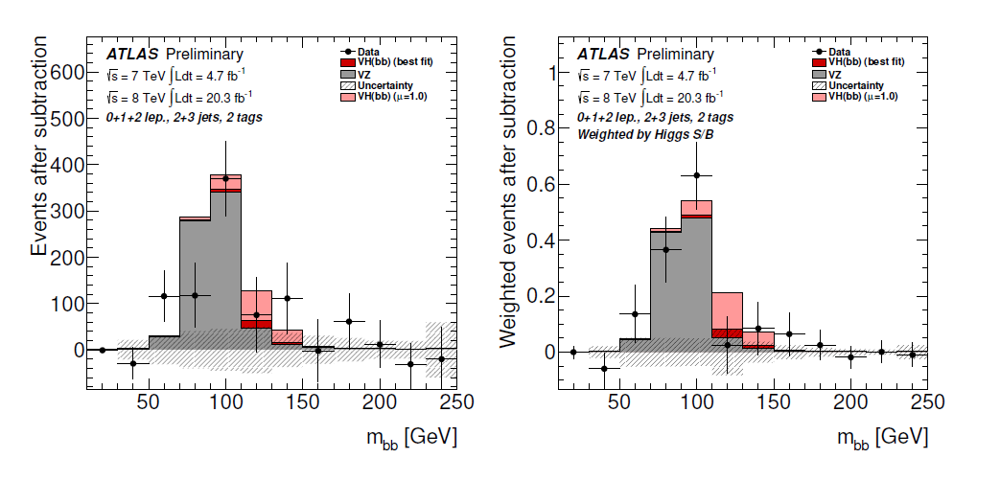 Events after subtraction
600
500
400
300
200
100
0
ATLAS Preliminary
√s = 7 TeV ∫Ldt = 4.7 fb⁻¹
√s = 8 TeV ∫Ldt = 20.3 fb⁻¹
0+1+2 lep., 2+3 jets, 2 tags
Data
VH(bb) (best fit)
VZ
Uncertainty
VH(bb) (μ=1.0)
50 100 150 200 250
m_bb [GeV]
Weighted events after subtraction
1
0.8
0.6
0.4
0.2
0
ATLAS Preliminary
√s = 7 TeV ∫Ldt = 4.7 fb⁻¹
√s = 8 TeV ∫Ldt = 20.3 fb⁻¹
0+1+2 lep., 2+3 jets, 2 tags
Weighted by Higgs S/B
Data
VH(bb) (best fit)
VZ
Uncertainty
VH(bb) (μ=1.0)
50 100 150 200 250
m_bb [GeV]